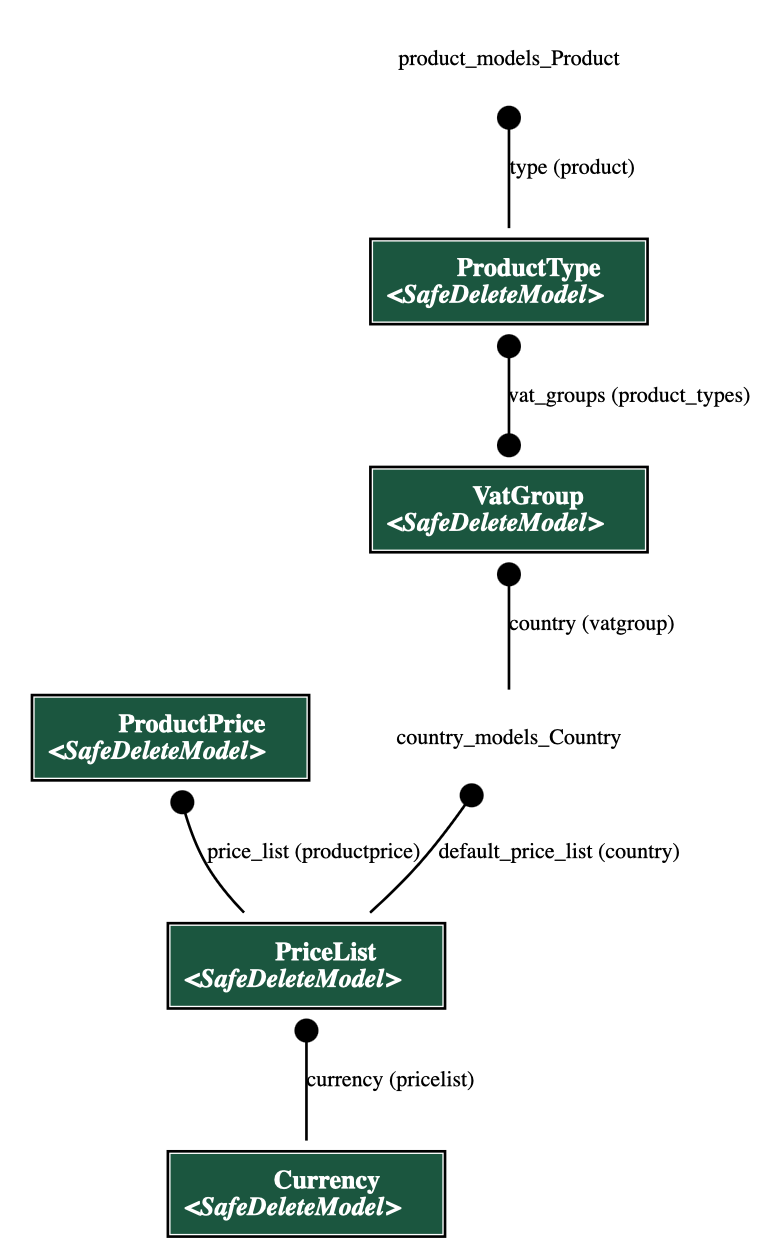 product_models_Product
type (product)
ProductType
<SafeDeleteModel>
vat_groups (product_types)
VatGroup
<SafeDeleteModel>
country (vatgroup)
ProductPrice
<SafeDeleteModel>
country_models_Country
price_list (productprice)
default_price_list (country)
PriceList
<SafeDeleteModel>
currency (pricelist)
Currency
<SafeDeleteModel>